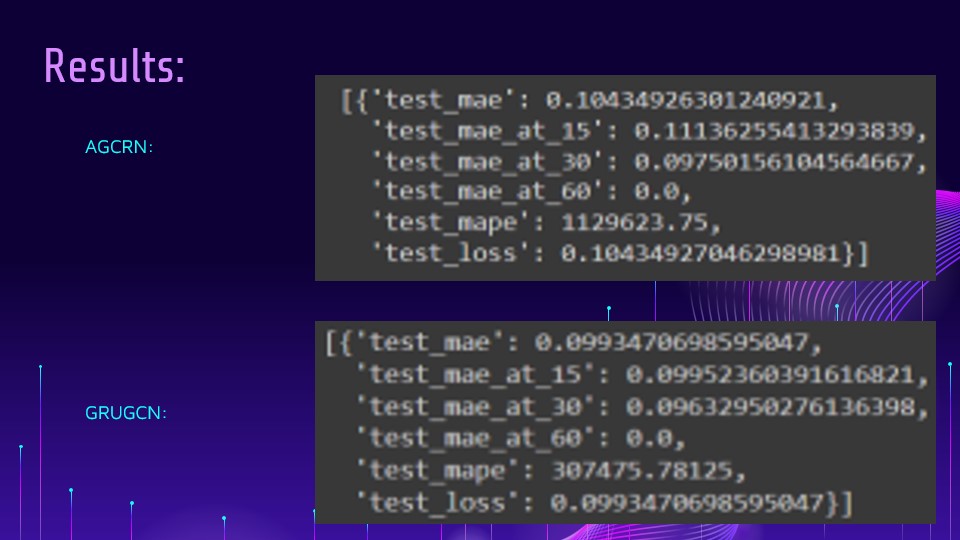 Results:
AGCRN:
[{'test_mae': 0.10434926301240921,
'test_mae_at_15': 0.11136255413293839,
'test_mae_at_30': 0.09750156104564667,
'test_mae_at_60': 0.0,
'test_mape': 1129623.75,
'test_loss': 0.10434927046298981}]
GRUGCN:
[{'test_mae': 0.0993470698595047,
'test_mae_at_15': 0.09952360391616821,
'test_mae_at_30': 0.09632950276136398,
'test_mae_at_60': 0.0,
'test_mape': 307475.78125,
'test_loss': 0.0993470698595047}]